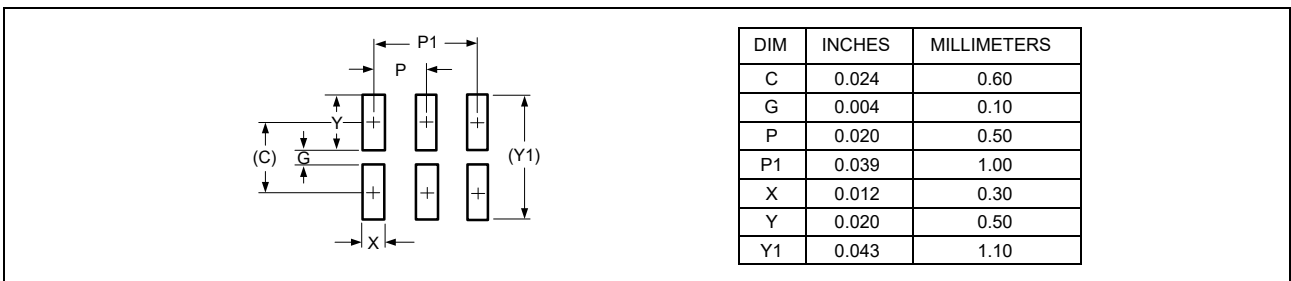 P1
P
Y
(C)
G
(Y1)
X
DIM INCHES MILLIMETERS
C 0.024 0.60
G 0.004 0.10
P 0.020 0.50
P1 0.039 1.00
X 0.012 0.30
Y 0.020 0.50
Y1 0.043 1.10